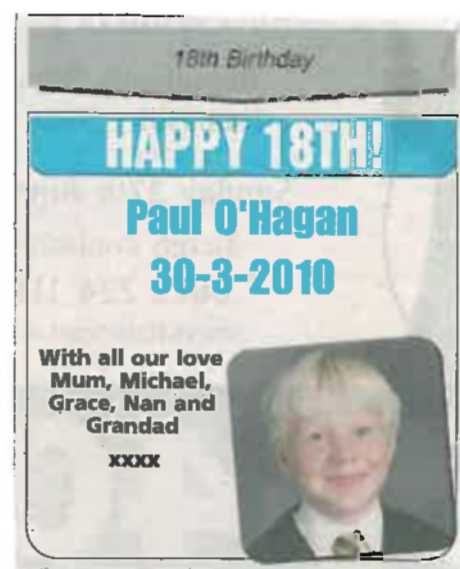 18th Birthday
HAPPY 18TH!!
Paul O'Hagan
30-3-2010
With all our love
Mum, Michael,
Grace, Nan and
Grandad
xxxx